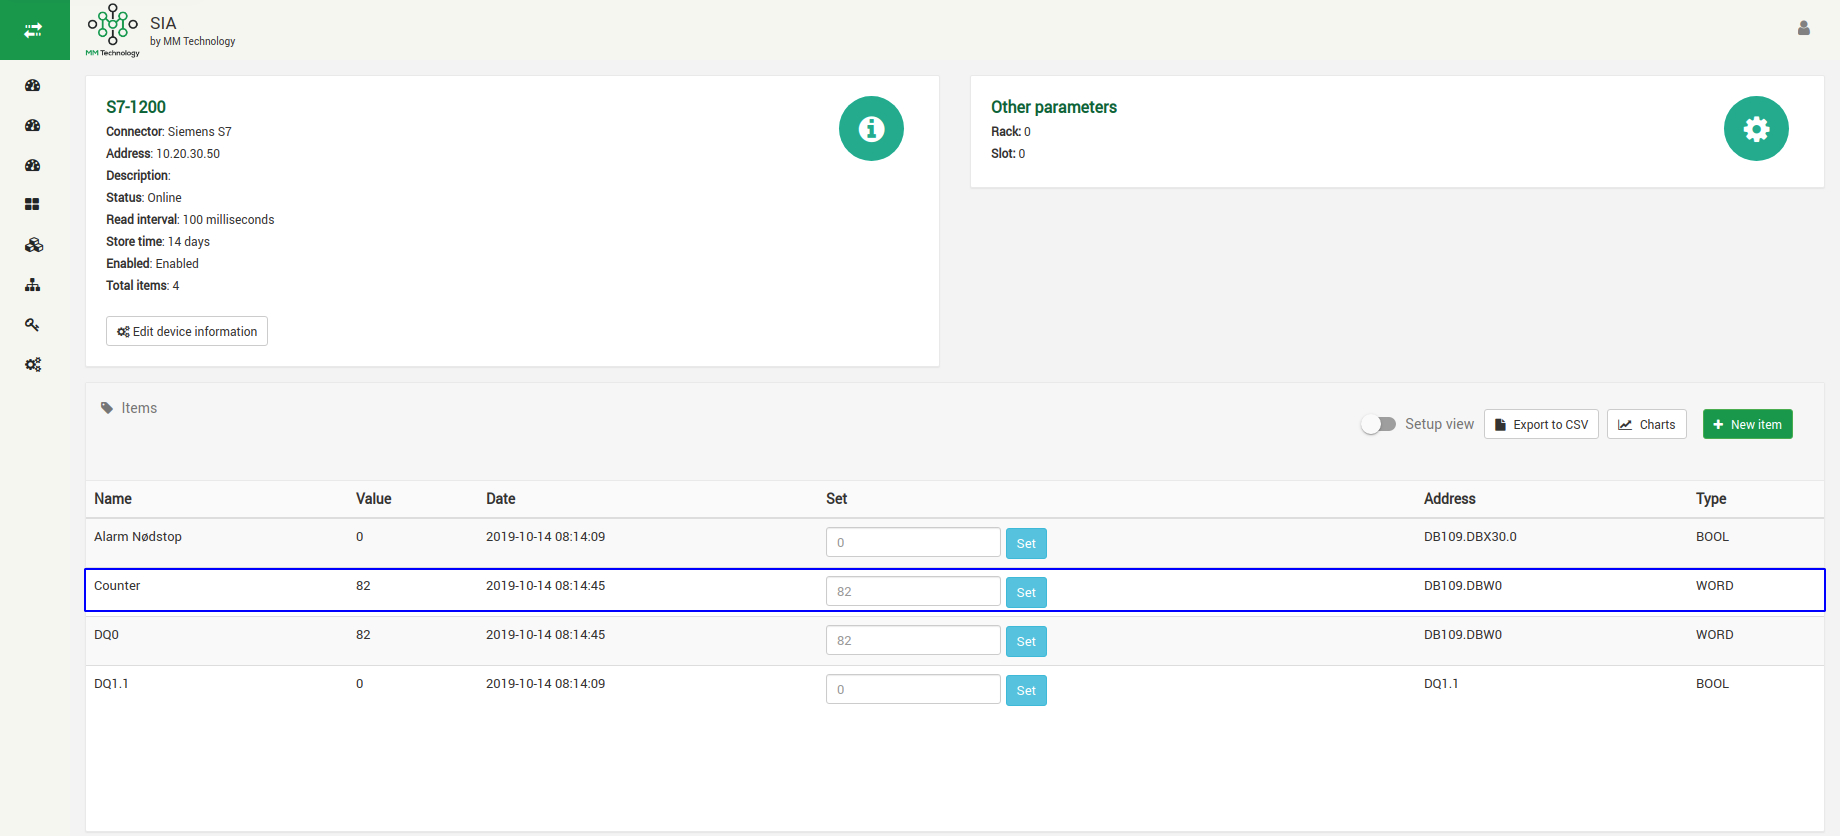 SIA
by MM Technology
MM Technology
S7-1200
Connector: Siemens S7
Address: 10.20.30.50
Description:
Status: Online
Read interval: 100 milliseconds
Store time: 14 days
Enabled: Enabled
Total items: 4
Edit device information
Other parameters
Rack: 0
Slot: 0
Items
Setup view Export to CSV Charts New item
Name Value Date Set Address Type
Alarm Nødstop 0 2019-10-14 08:14:09 0 Set DB109.DBX30.0 BOOL
Counter 82 2019-10-14 08:14:45 82 Set DB109.DBW0 WORD
DQ0 82 2019-10-14 08:14:45 82 Set DB109.DBW0 WORD
DQ1.1 0 2019-10-14 08:14:09 0 Set DQ1.1 BOOL